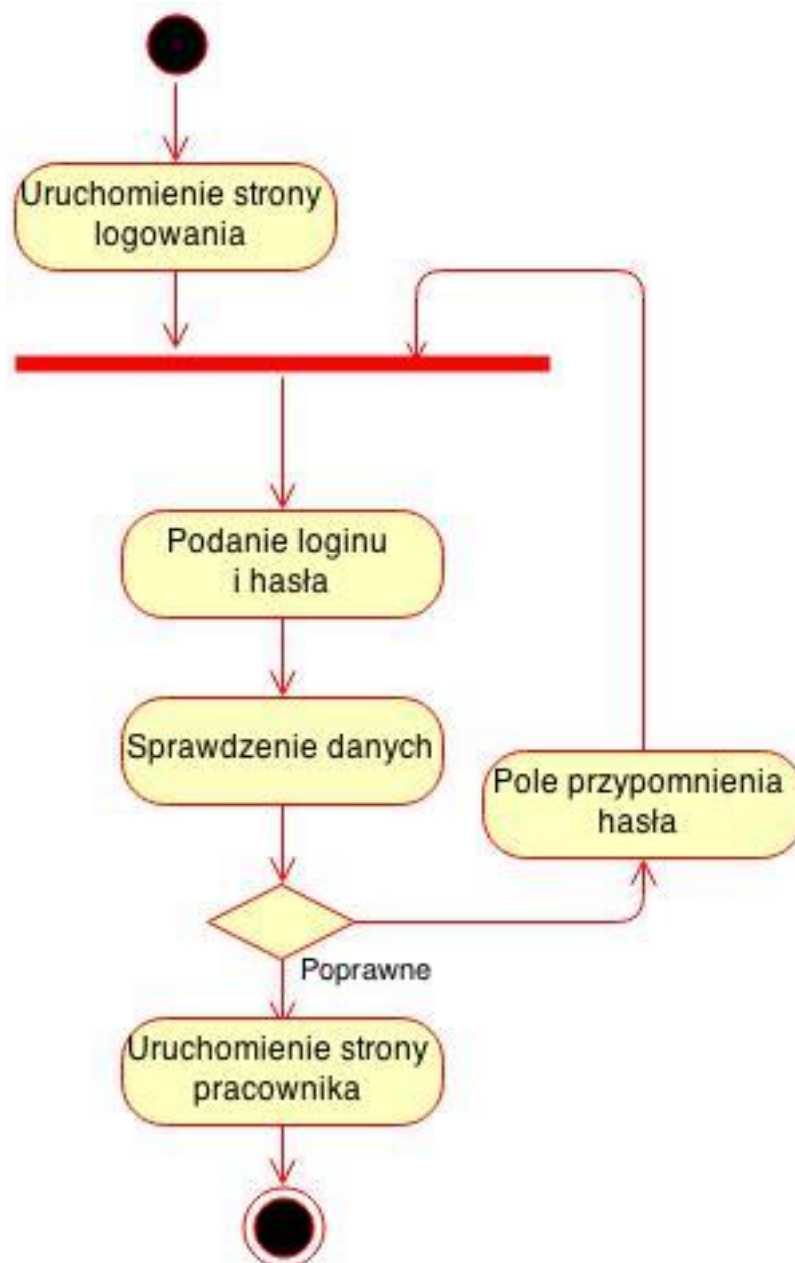 Uruchomienie strony
logowania
Podanie loginu
i hasła
Sprawdzenie danych
Pole przypomnienia
hasła
Poprawne
Uruchomienie strony
pracownika